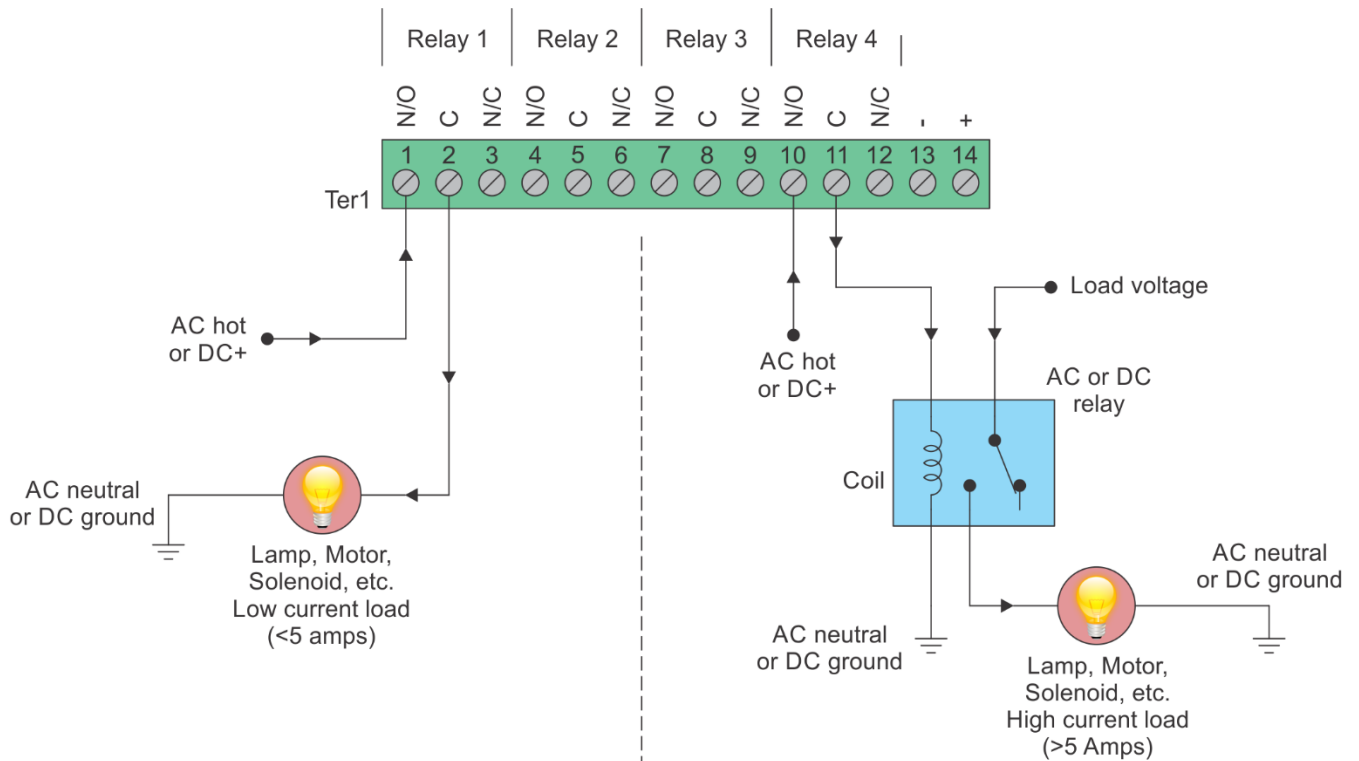 Relay 1
Relay 2
Relay 3
Relay 4
N/O
C
N/C
N/O
C
N/C
N/O
C
N/C
N/O
C
N/C
-
+
1 2 3 4 5 6 7 8 9 10 11 12 13 14
Ter1
AC hot
or DC+
AC neutral
or DC ground
Lamp, Motor,
Solenoid, etc.
Low current load
(<5 amps)
AC hot
or DC+
Load voltage
AC or DC
relay
Coil
AC neutral
or DC ground
AC neutral
or DC ground
Lamp, Motor,
Solenoid, etc.
High current load
(>5 Amps)